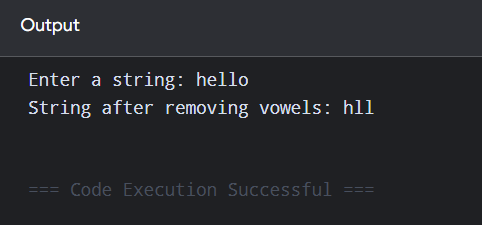 Output
Enter a string: hello
String after removing vowels: hll
=== Code Execution Successful ===